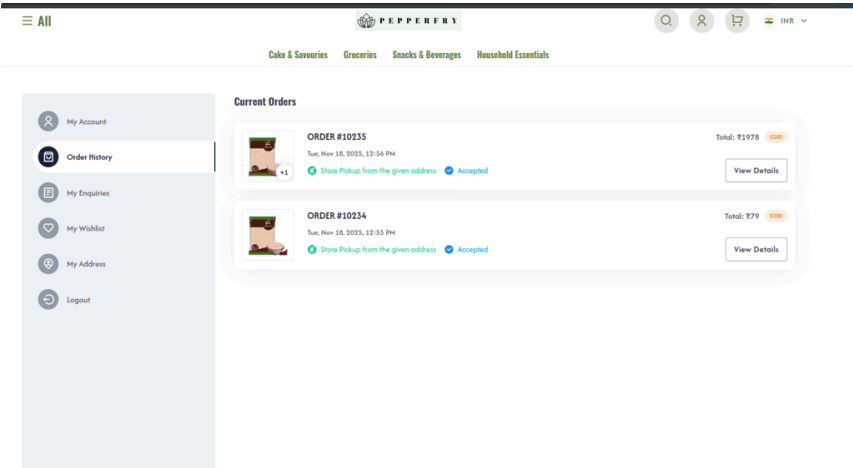 All
PEPPERFRY
INR
Cake & Savouries Groceries Snacks & Beverages Household Essentials
My Account
Order History
My Enquiries
My Wishlist
My Address
Logout
Current Orders
ORDER #10235
Total: ₹1978 COD
Tue, Nov 18, 2025, 12:56 PM
+1
Store Pickup from the given address Accepted
View Details
ORDER #10234
Total: ₹79 COD
Tue, Nov 18, 2025, 12:55 PM
Store Pickup from the given address Accepted
View Details